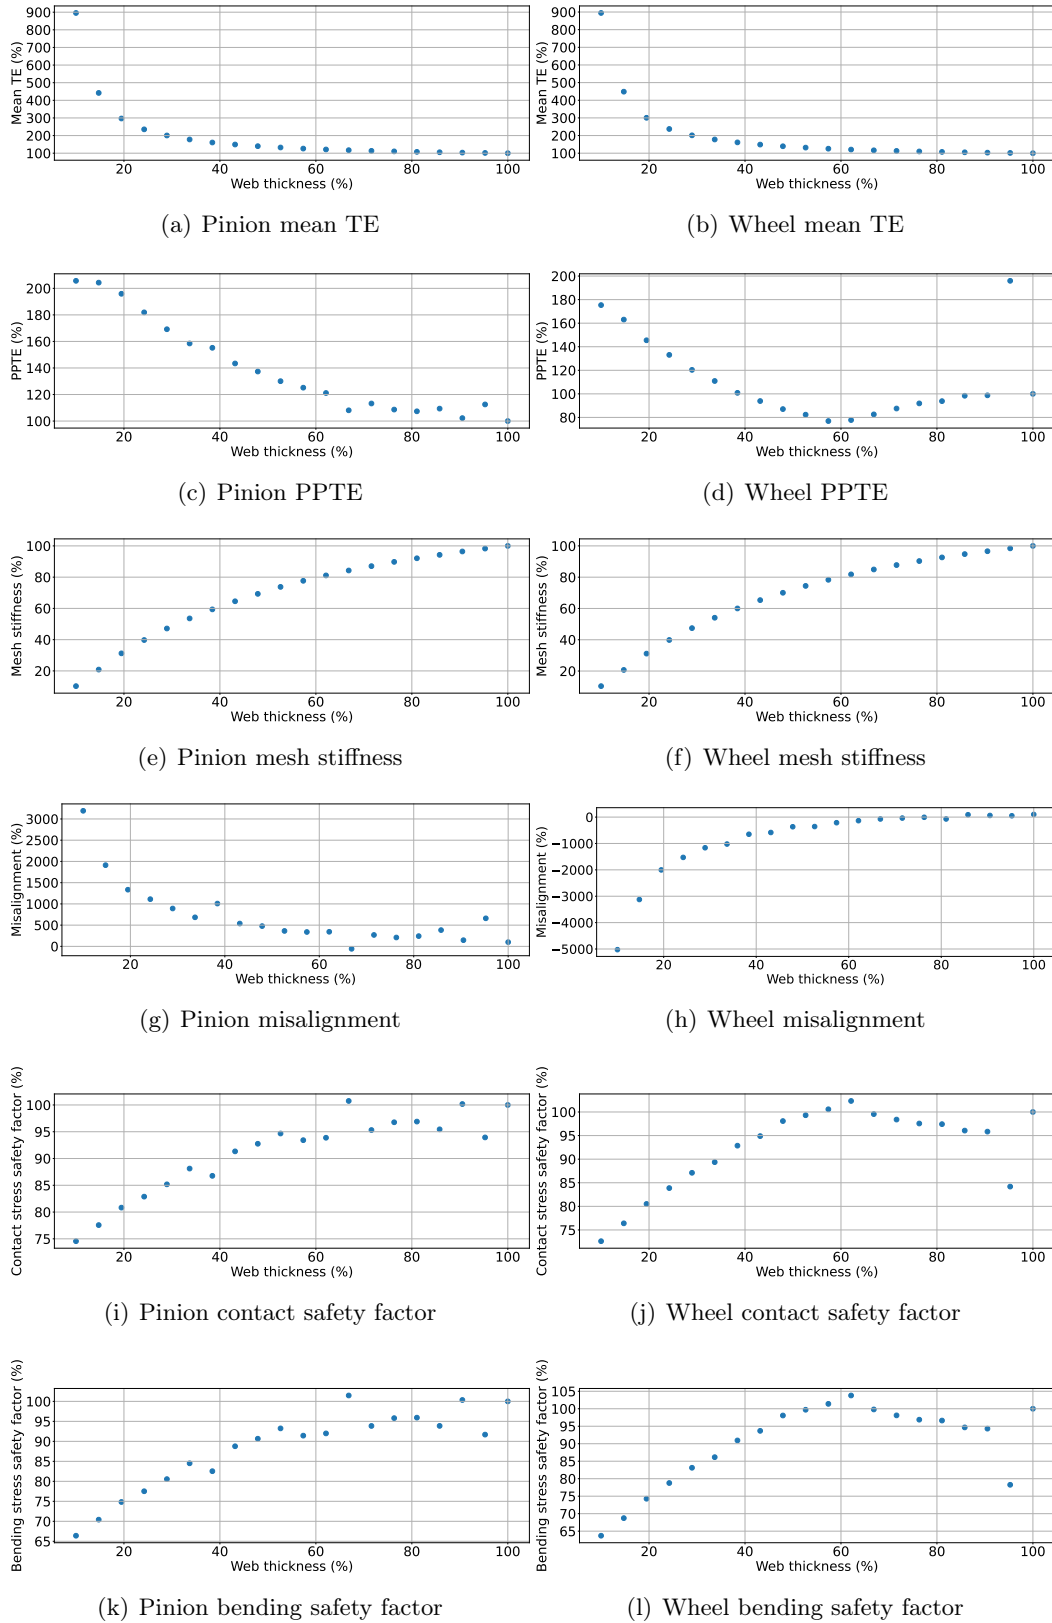 Mean TE (%)
900
800
700
600
500
400
300
200
100
20 40 60 80 100
Web thickness (%)
(a) Pinion mean TE
Mean TE (%)
900
800
700
600
500
400
300
200
100
20 40 60 80 100
Web thickness (%)
(b) Wheel mean TE
PPTE (%)
200
180
160
140
120
100
20 40 60 80 100
Web thickness (%)
(c) Pinion PPTE
PPTE (%)
200
180
160
140
120
100
80
20 40 60 80 100
Web thickness (%)
(d) Wheel PPTE
Mesh stiffness (%)
100
80
60
40
20
20 40 60 80 100
Web thickness (%)
(e) Pinion mesh stiffness
Mesh stiffness (%)
100
80
60
40
20
20 40 60 80 100
Web thickness (%)
(f) Wheel mesh stiffness
Misalignment (%)
3000
2500
2000
1500
1000
500
0
20 40 60 80 100
Web thickness (%)
(g) Pinion misalignment
Misalignment (%)
0
−1000
−2000
−3000
−4000
−5000
20 40 60 80 100
Web thickness (%)
(h) Wheel misalignment
Contact stress safety factor (%)
100
95
90
85
80
75
20 40 60 80 100
Web thickness (%)
(i) Pinion contact safety factor
Contact stress safety factor (%)
100
95
90
85
80
75
20 40 60 80 100
Web thickness (%)
(j) Wheel contact safety factor
Bending stress safety factor (%)
100
95
90
85
80
75
70
65
20 40 60 80 100
Web thickness (%)
(k) Pinion bending safety factor
Bending stress safety factor (%)
105
100
95
90
85
80
75
70
65
20 40 60 80 100
Web thickness (%)
(l) Wheel bending safety factor